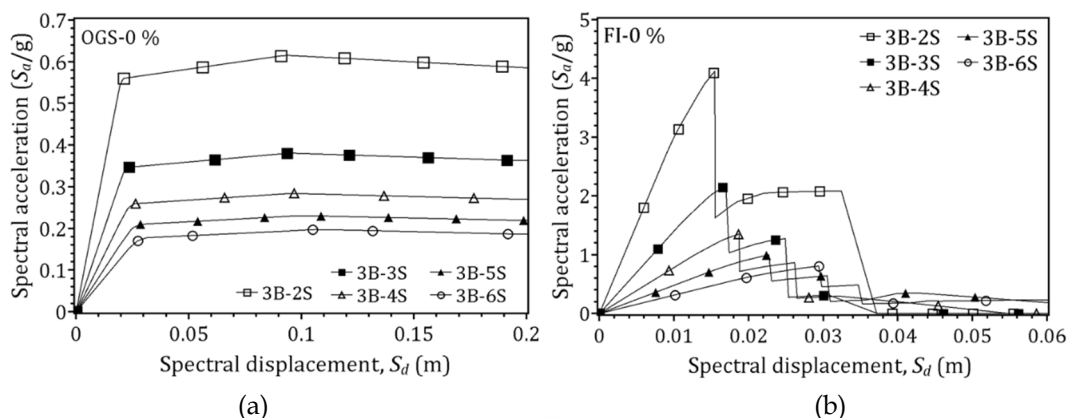 OGS-0 %
Spectral acceleration (Sa/g)
0.7
0.6
0.5
0.4
0.3
0.2
0.1
0
0 0.05 0.1 0.15 0.2
Spectral displacement, Sd (m)
3B-3S 3B-5S
3B-2S 3B-4S 3B-6S
(a)
FI-0 %
Spectral acceleration (Sa/g)
5
4
3
2
1
0
0 0.01 0.02 0.03 0.04 0.05 0.06
Spectral displacement, Sd (m)
3B-2S 3B-5S
3B-3S 3B-6S
3B-4S
(b)